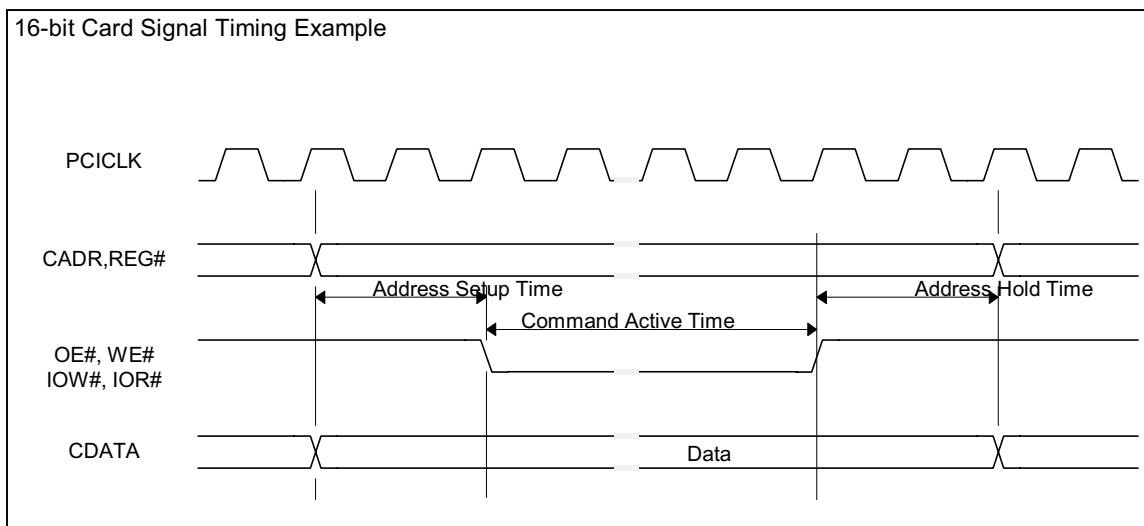 16-bit Card Signal Timing Example
PCICLK
CADR,REG#
Address Setup Time
Address Hold Time
Command Active Time
OE#, WE#
IOW#, IOR#
CDATA
Data